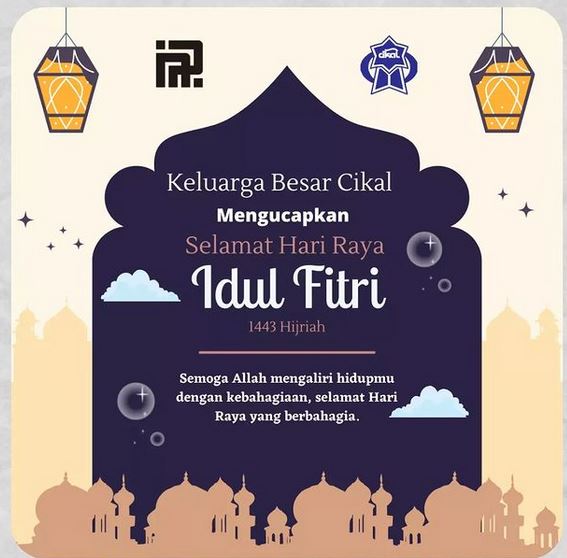 cikal
Keluarga Besar Cikal
Mengucapkan
Selamat Hari Raya
Idul Fitri
1443 Hijriah
Semoga Allah mengaliri hidupmu
dengan kebahagiaan, selamat Hari
Raya yang berbahagia.